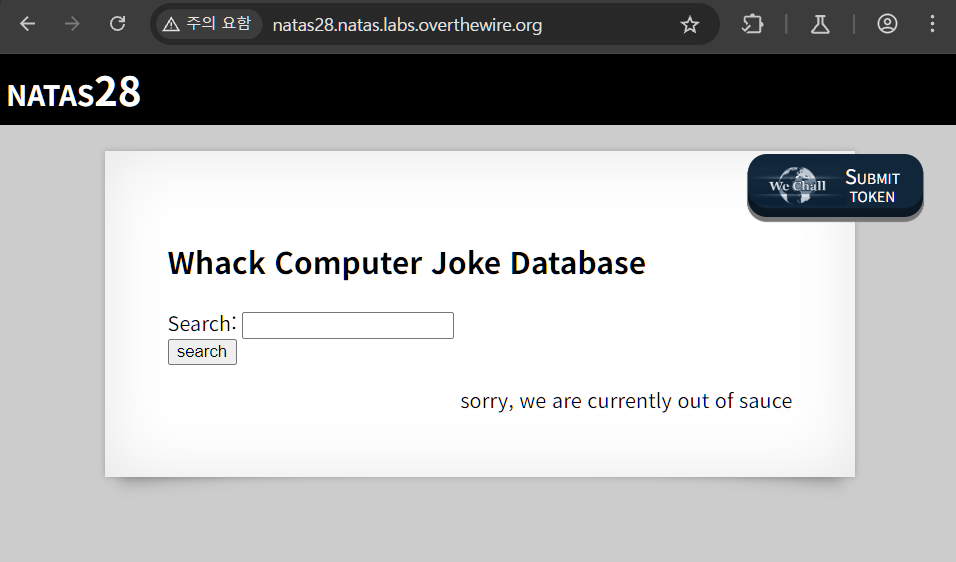 주의 요함 natas28.natas.labs.overthewire.org
NATAS28
We Chall SUBMIT TOKEN
Whack Computer Joke Database
Search:
search
sorry, we are currently out of sauce